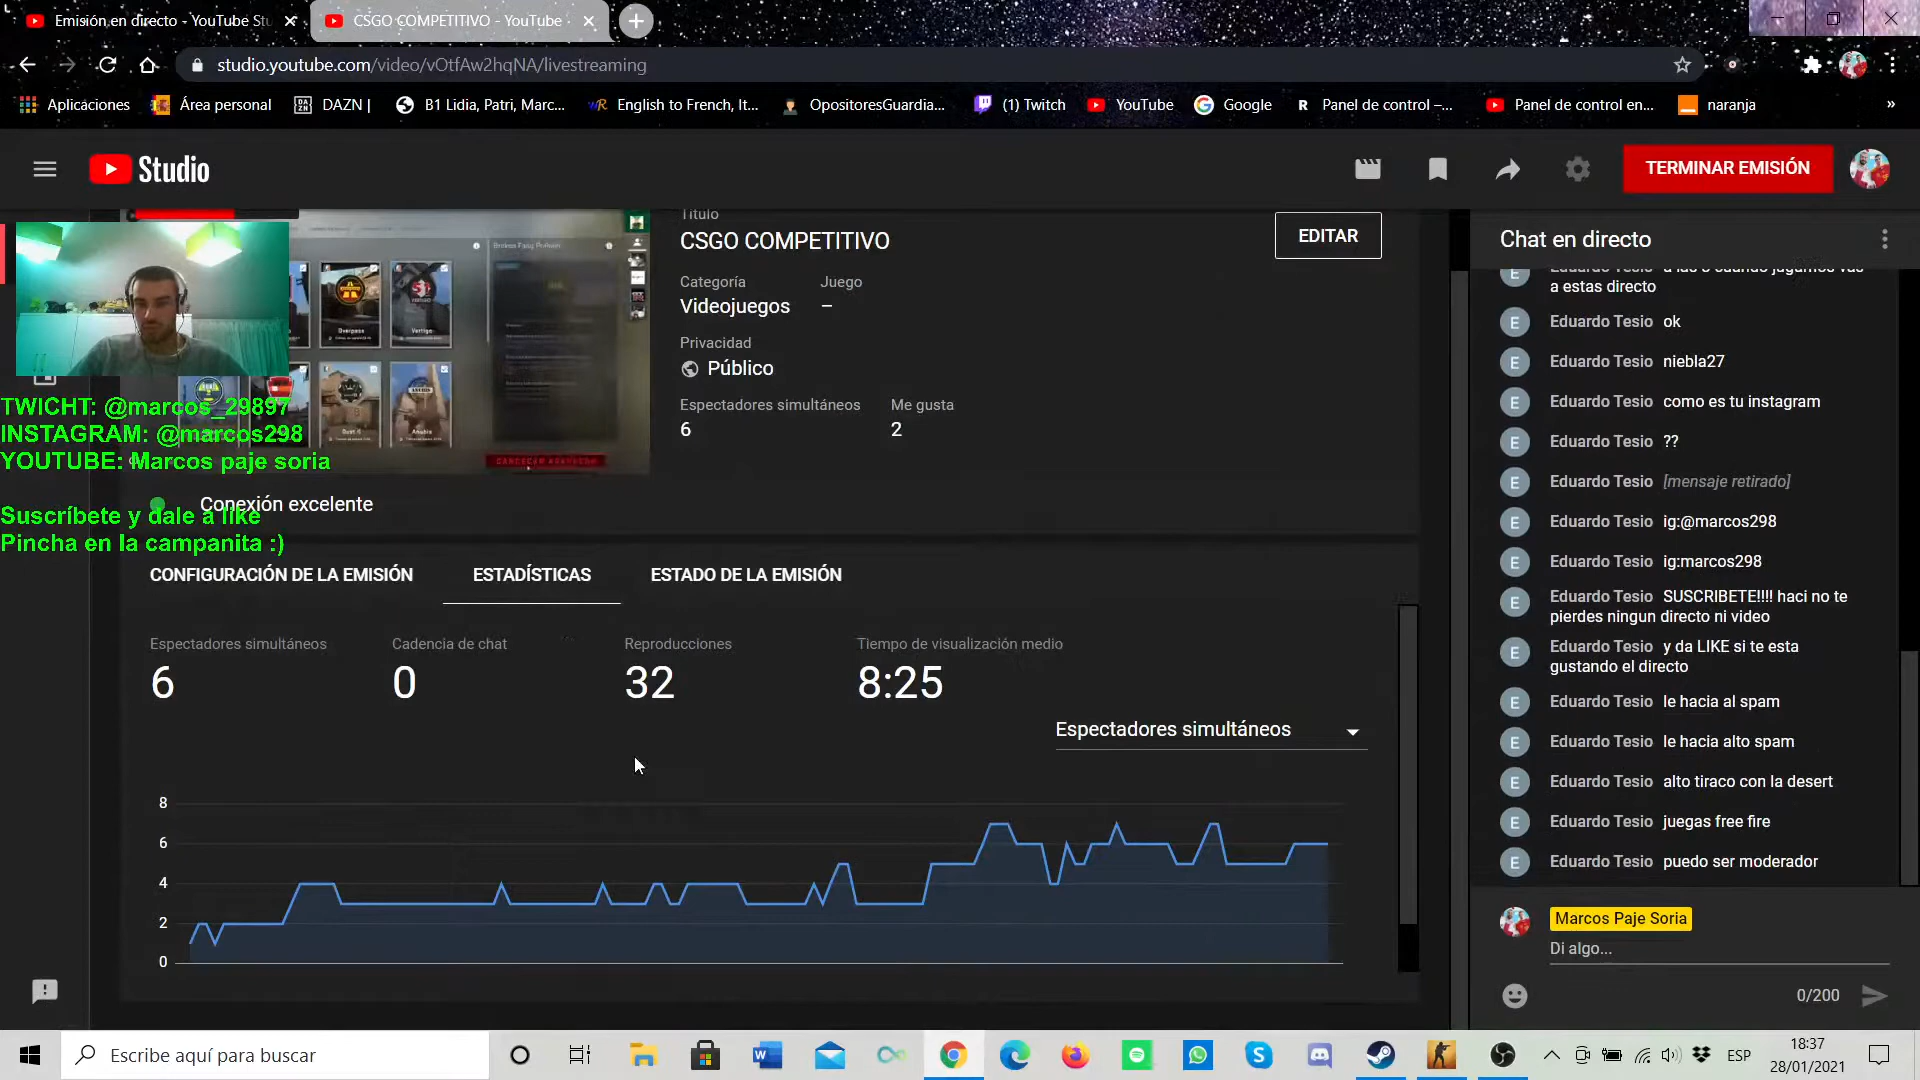 Emisión en directo - YouTube Stu
CSGO COMPETITIVO - YouTube
studio.youtube.com/video/vOtfAw2hqNA/livestreaming
Aplicaciones
Área personal
DAZN |
B1 Lidia, Patri, Marc...
English to French, It...
OpositoresGuardia...
(1) Twitch
YouTube
Google
Panel de control –...
Panel de control en...
naranja
»
Studio
TERMINAR EMISIÓN
Título
CSGO COMPETITIVO
EDITAR
Categoría
Juego
Videojuegos
–
Privacidad
Público
Espectadores simultáneos
Me gusta
6
2
Overpass
Vertigo
Dust II
Anubis
TWICHT: @marcos_29897
INSTAGRAM: @marcos298
YOUTUBE: Marcos paje soria
Conexión excelente
Suscríbete y dale a like
Pincha en la campanita :)
CONFIGURACIÓN DE LA EMISIÓN
ESTADÍSTICAS
ESTADO DE LA EMISIÓN
Espectadores simultáneos
Cadencia de chat
Reproducciones
Tiempo de visualización medio
6
0
32
8:25
Espectadores simultáneos
8
6
4
2
0
Chat en directo
a las 8 cuando jugamos vas
a estas directo
Eduardo Tesio ok
Eduardo Tesio niebla27
Eduardo Tesio como es tu instagram
Eduardo Tesio ??
Eduardo Tesio [mensaje retirado]
Eduardo Tesio ig:@marcos298
Eduardo Tesio ig:marcos298
Eduardo Tesio SUSCRIBETE!!!! haci no te
pierdes ningun directo ni video
Eduardo Tesio y da LIKE si te esta
gustando el directo
Eduardo Tesio le hacia al spam
Eduardo Tesio le hacia alto spam
Eduardo Tesio alto tiraco con la desert
Eduardo Tesio juegas free fire
Eduardo Tesio puedo ser moderador
Marcos Paje Soria
Di algo...
0/200
Escribe aquí para buscar
ESP
18:37
28/01/2021